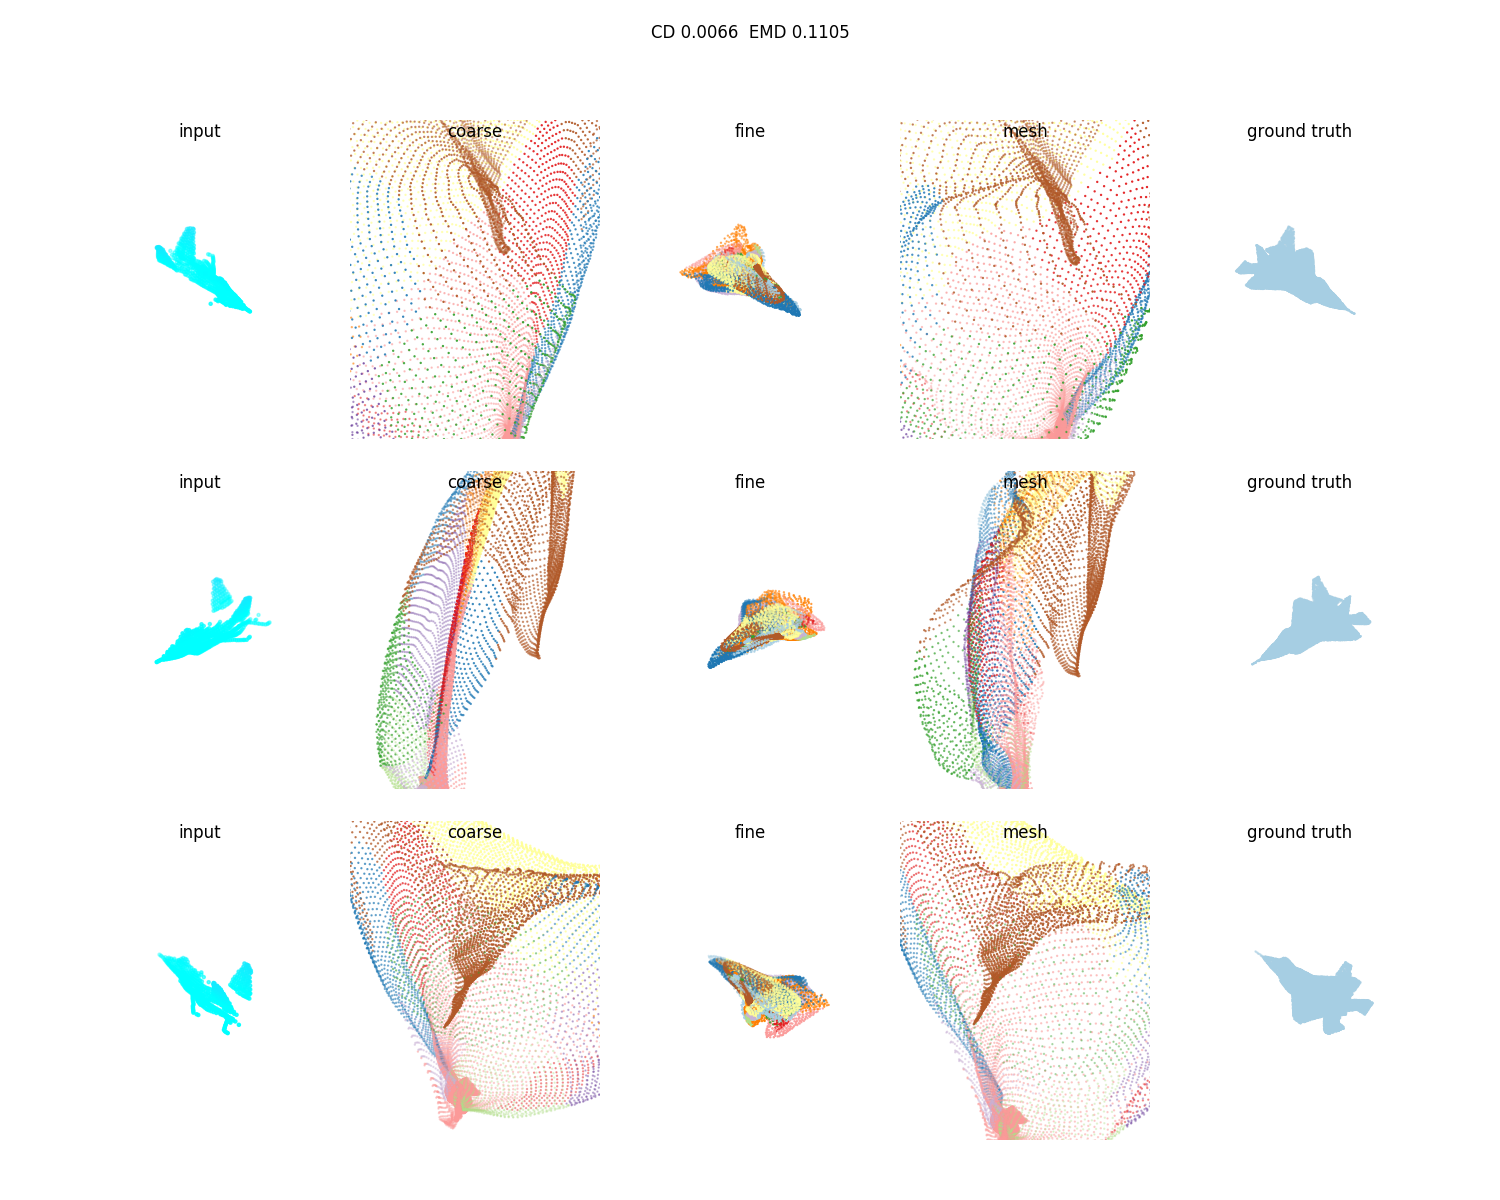 CD 0.0066  EMD 0.1105
input
coarse
fine
mesh
ground truth
input
coarse
fine
mesh
ground truth
input
coarse
fine
mesh
ground truth